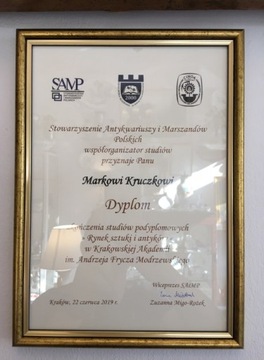 SAMP
Stowarzyszenie Antykwariuszy i Marszandów
Polskich
współorganizator studiów
przyznaje Panu
Markowi Kruczkowi
Dyplom
ukończenia studiów podyplomowych
- Rynek sztuki i antyków -
w Krakowskiej Akademii
im. Andrzeja Frycza Modrzewskiego
Wiceprezes SAIMP
Kraków, 22 czerwca 2019 r.
Zuzanna Migo-Rożek